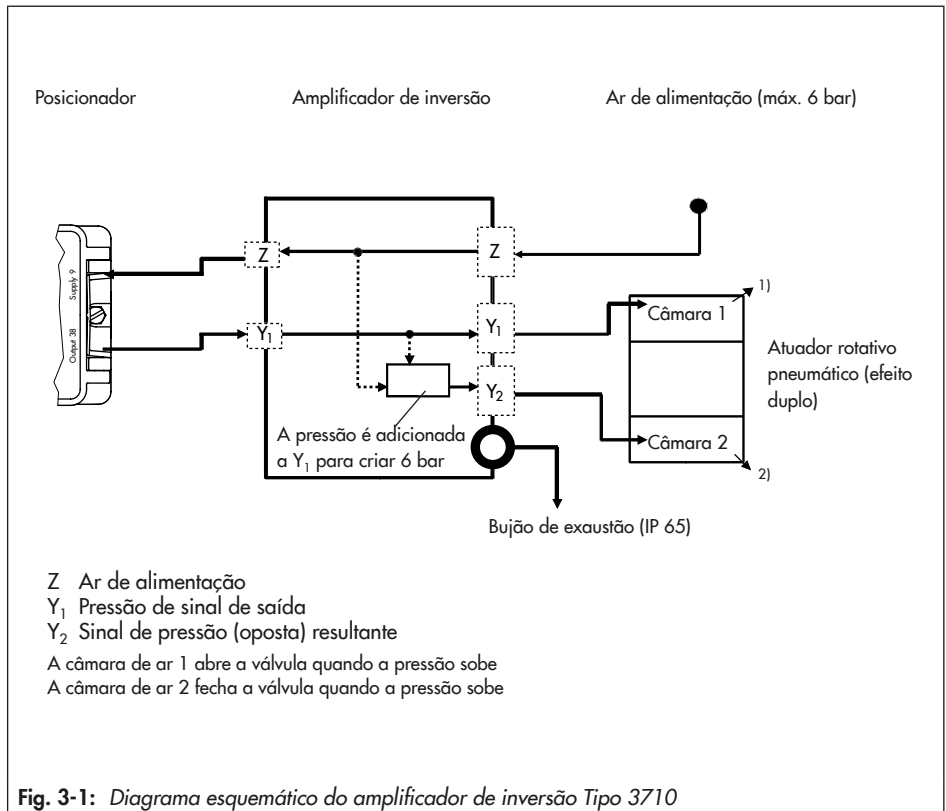 Posicionador
Amplificador de inversão
Ar de alimentação (máx. 6 bar)
Supply 9
Output 38
Z
Z
Y₁
Y₁
Y₂
A pressão é adicionada
a Y₁ para criar 6 bar
Câmara 1
1)
Câmara 2
2)
Atuador rotativo
pneumático (efeito
duplo)
Bujão de exaustão (IP 65)
Z Ar de alimentação
Y₁ Pressão de sinal de saída
Y₂ Sinal de pressão (oposta) resultante
A câmara de ar 1 abre a válvula quando a pressão sobe
A câmara de ar 2 fecha a válvula quando a pressão sobe
Fig. 3-1: Diagrama esquemático do amplificador de inversão Tipo 3710